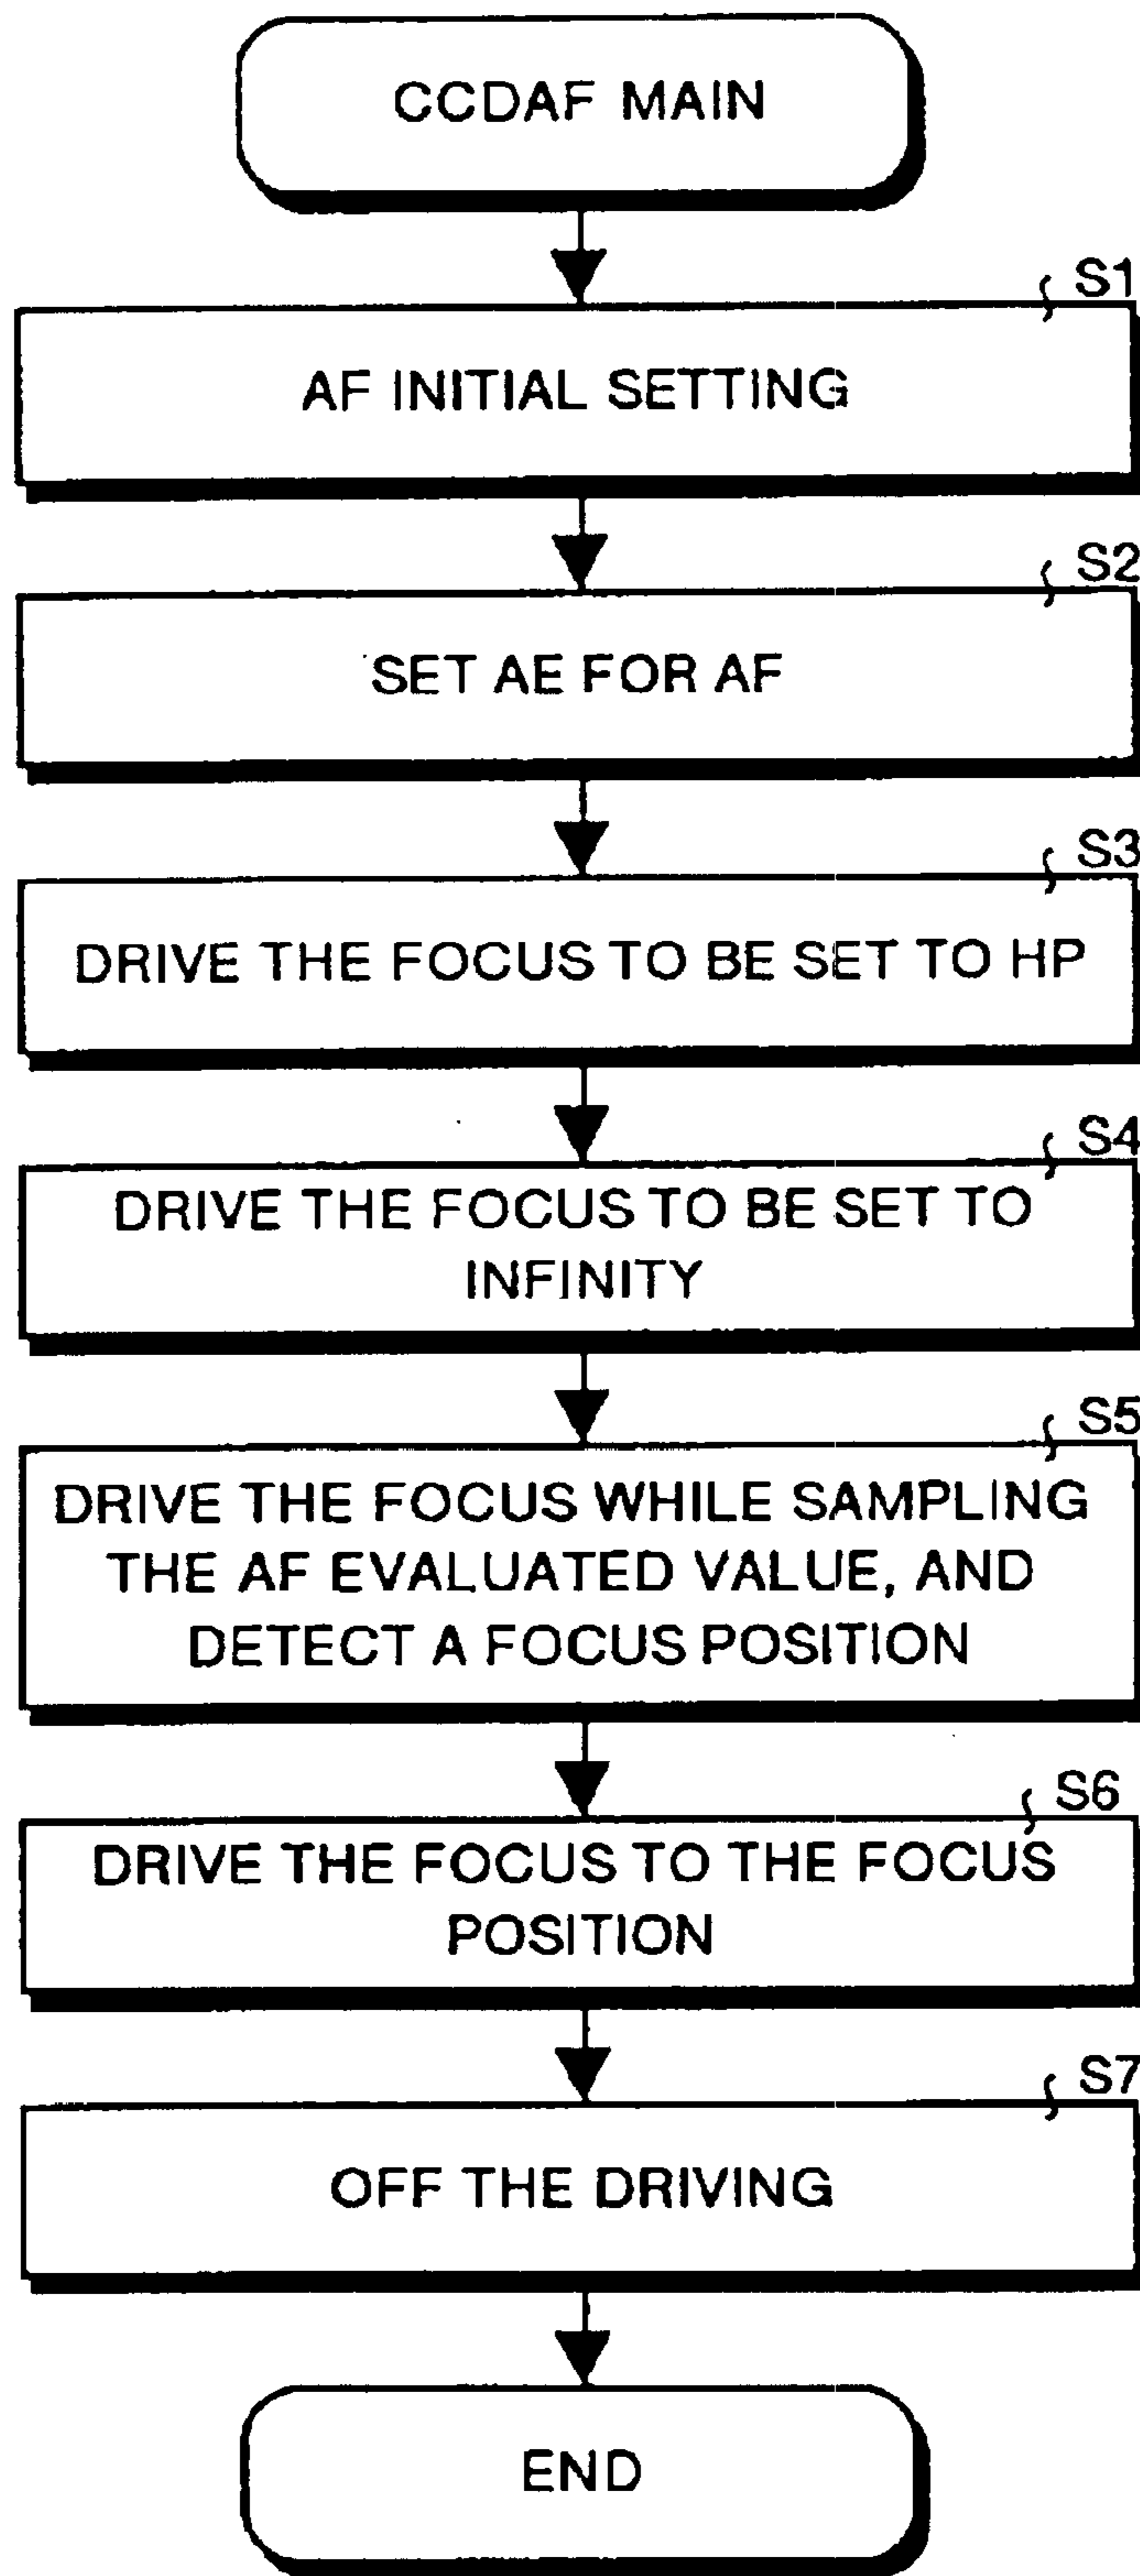 CCDAF MAIN
S1
AF INITIAL SETTING
S2
SET AE FOR AF
S3
DRIVE THE FOCUS TO BE SET TO HP
S4
DRIVE THE FOCUS TO BE SET TO
INFINITY
S5
DRIVE THE FOCUS WHILE SAMPLING
THE AF EVALUATED VALUE, AND
DETECT A FOCUS POSITION
S6
DRIVE THE FOCUS TO THE FOCUS
POSITION
S7
OFF THE DRIVING
END